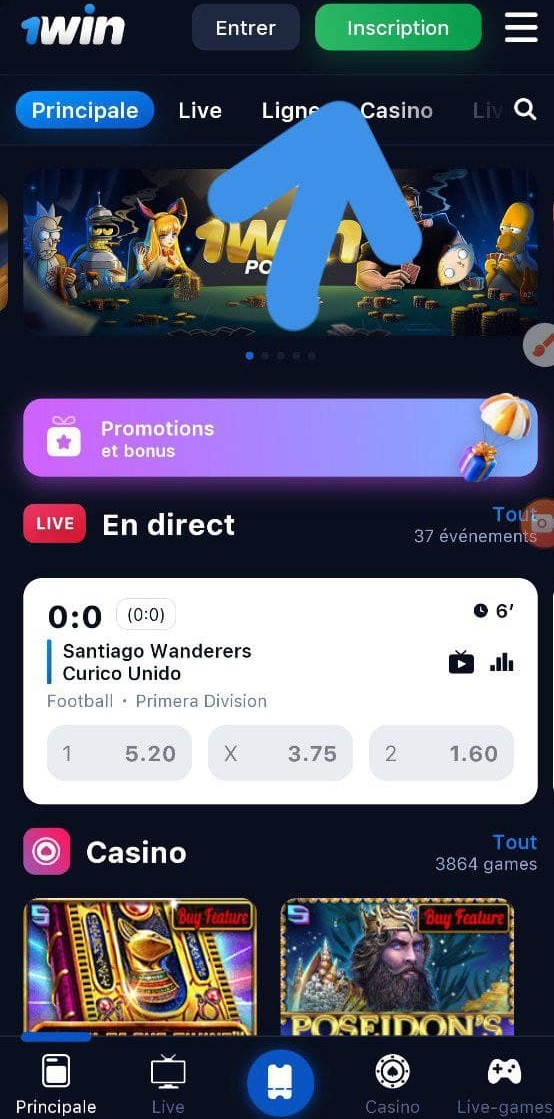 1win
Entrer
Inscription
Principale
Live
Ligne
Casino
Liv
1WIN
PO
Promotions
et bonus
LIVE
En direct
Tout
37 événements
0:0
(0:0)
6’
Santiago Wanderers
Curico Unido
Football • Primera Division
1
5.20
X
3.75
2
1.60
Casino
Tout
3864 games
Buy Feature
Buy Feature
POSEIDON'S
Principale
Live
Casino
Live-games